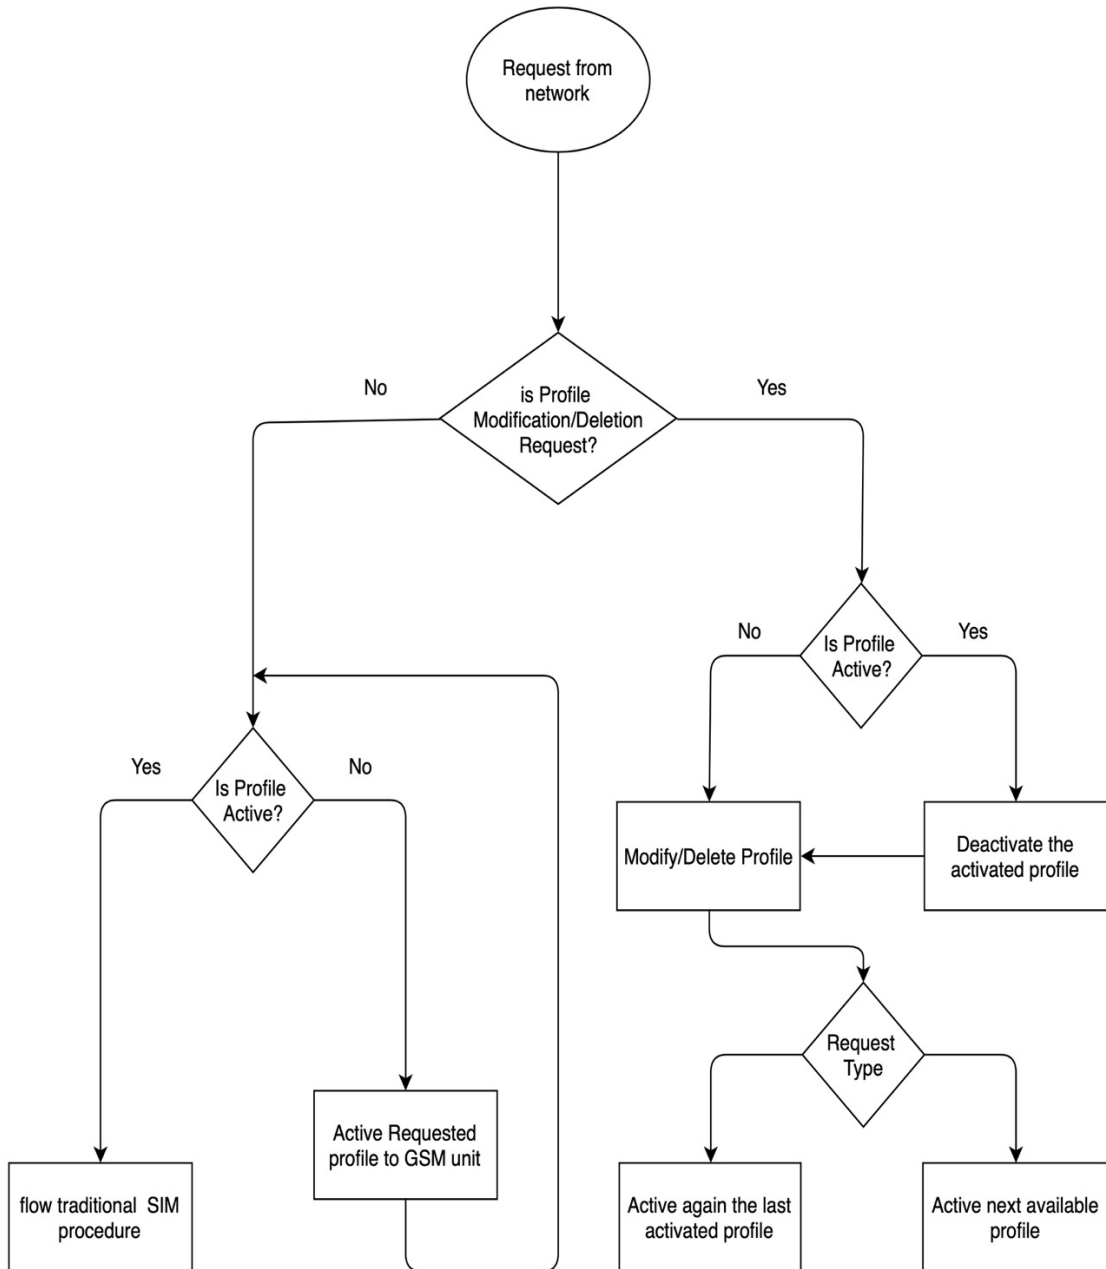 Request from
network
No
is Profile
Modification/Deletion
Request?
Yes
No
Is Profile
Active?
Yes
Yes
Is Profile
Active?
No
Modify/Delete Profile
Deactivate the
activated profile
Request
Type
Active Requested
profile to GSM unit
flow traditional SIM
procedure
Active again the last
activated profile
Active next available
profile